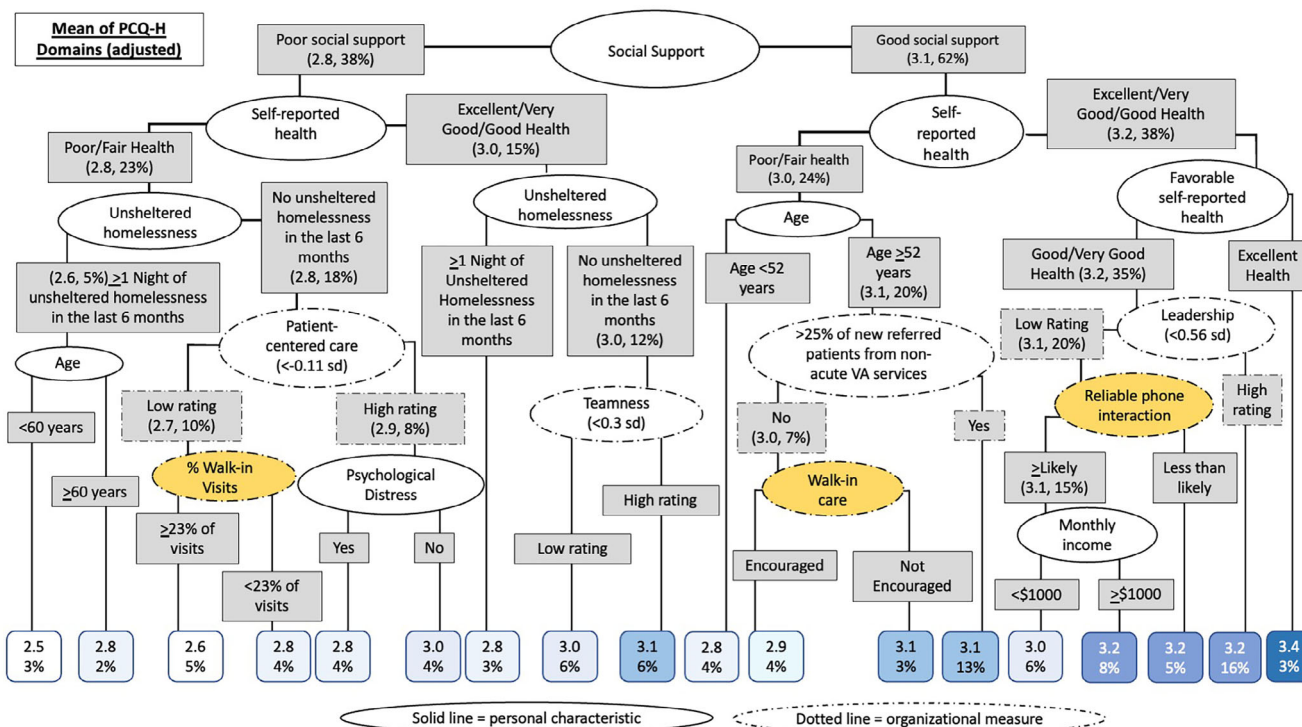 Mean of PCQ-H
Domains (adjusted)
Poor social support
(2.8, 38%)
Social Support
Good social support
(3.1, 62%)
Self-reported
health
Excellent/Very
Good/Good Health
(3.0, 15%)
Self-
reported
health
Excellent/Very
Good/Good Health
(3.2, 38%)
Poor/Fair Health
(2.8, 23%)
Poor/Fair health
(3.0, 24%)
Unsheltered
homelessness
No unsheltered
homelessness
in the last 6
months
(2.8, 18%)
Unsheltered
homelessness
Age
Favorable
self-reported
health
(2.6, 5%) >1 Night of
unsheltered homelessness
in the last 6 months
>1 Night of
Unsheltered
Homelessness
in the last 6
months
No unsheltered
homelessness
in the last 6
months
(3.0, 12%)
Age <52
years
Age >52
years
(3.1, 20%)
Good/Very Good
Health (3.2, 35%)
Excellent
Health
Age
Patient-
centered care
(<-0.11 sd)
>25% of new referred
patients from non-
acute VA services
Low Rating
(3.1, 20%)
Leadership
(<0.56 sd)
<60 years
Low rating
(2.7, 10%)
High rating
(2.9, 8%)
Teamness
(<0.3 sd)
No
(3.0, 7%)
Yes
Reliable phone
interaction
High
rating
>60 years
% Walk-in
Visits
Psychological
Distress
Walk-in
care
>Likely
(3.1, 15%)
Less than
likely
>23% of
visits
<23% of
visits
Yes
No
Low rating
High rating
Encouraged
Not
Encouraged
Monthly
income
<$1000
>$1000
2.5
3%
2.8
2%
2.6
5%
2.8
4%
2.8
4%
3.0
4%
2.8
3%
3.0
6%
3.1
6%
2.8
4%
2.9
4%
3.1
3%
3.1
13%
3.0
6%
3.2
8%
3.2
5%
3.2
16%
3.4
3%
Solid line = personal characteristic
Dotted line = organizational measure